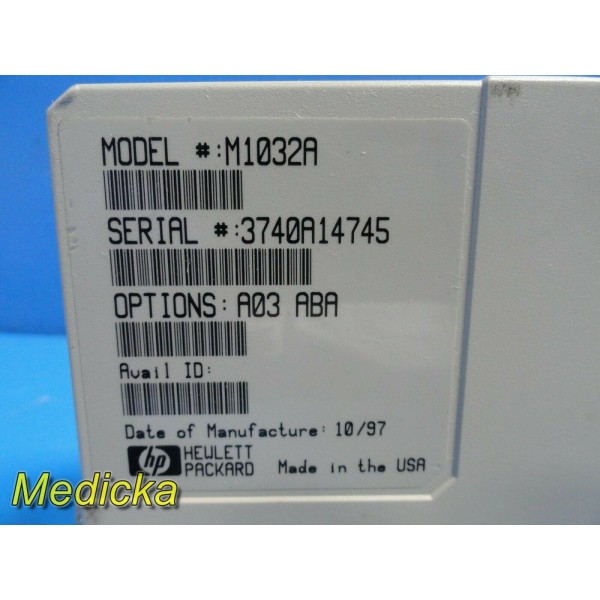 MODEL #:M1032A
SERIAL #:3740A14745
OPTIONS: A03 ABA
Avail ID:
Date of Manufacture: 10/97
hp HEWLETT
PACKARD Made in the USA
Medicka